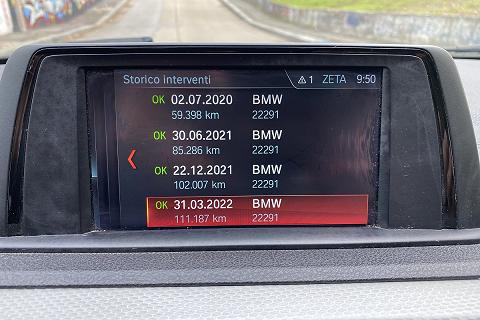 Storico interventi ⚠1 ZETA 9:50
OK 02.07.2020 BMW
59.398 km 22291
OK 30.06.2021 BMW
85.286 km 22291
OK 22.12.2021 BMW
102.007 km 22291
OK 31.03.2022 BMW
111.187 km 22291